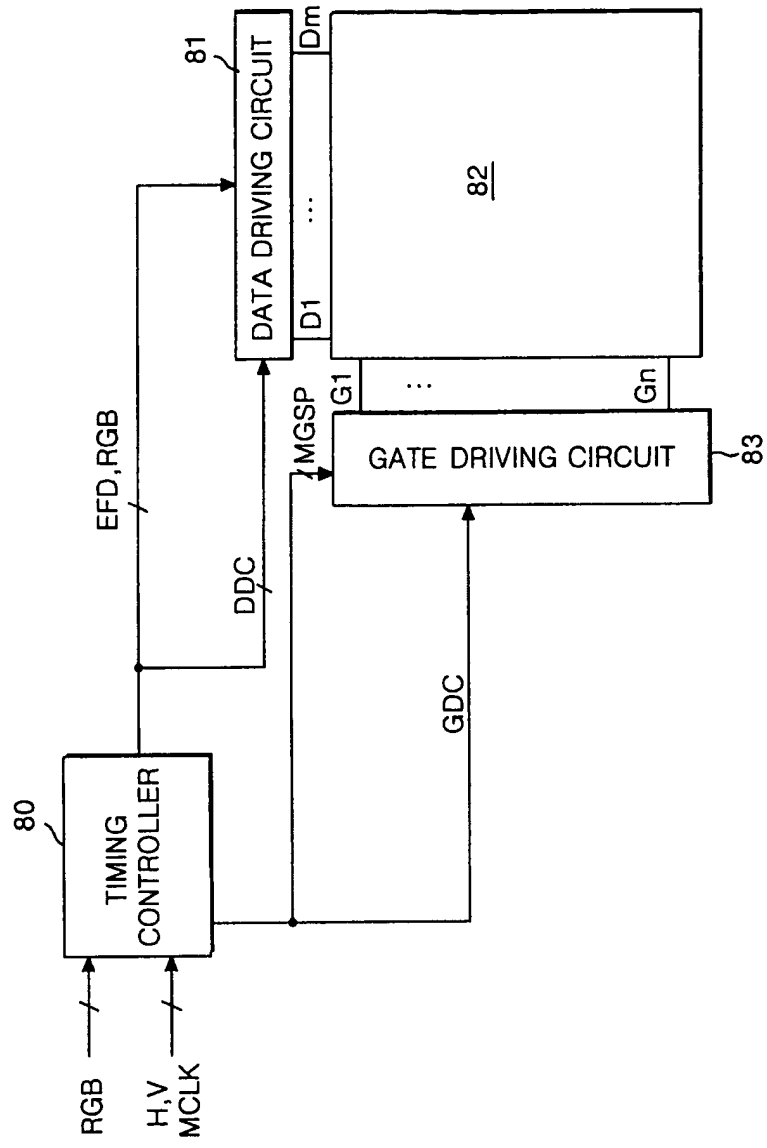 RGB
H,V
MCLK
80
TIMING
CONTROLLER
EFD,RGB
DDC
MGSP
GDC
81
DATA DRIVING CIRCUIT
D1
...
Dm
82
G1
...
Gn
GATE DRIVING CIRCUIT
83